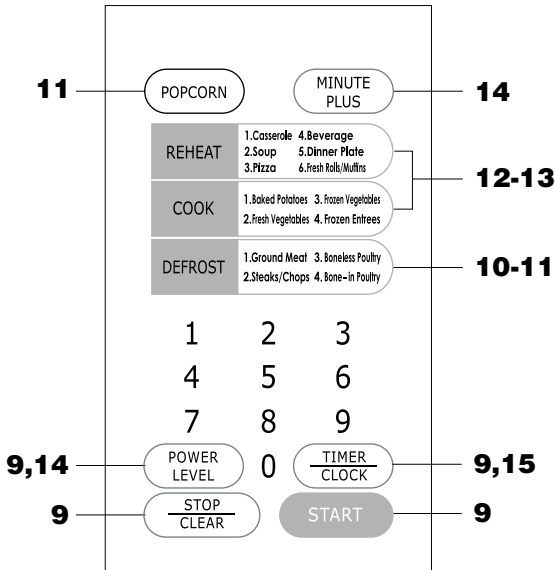 11
POPCORN
MINUTE
PLUS
14
REHEAT
1.Casserole 4.Beverage
2.Soup 5.Dinner Plate
3.Pizza 6.Fresh Rolls/Muffins
12-13
COOK
1.Baked Potatoes 3. Frozen Vegetables
2.Fresh Vegetables 4. Frozen Entrees
DEFROST
1.Ground Meat 3. Boneless Poultry
2.Steaks/Chops 4. Bone-in Poultry
10-11
1 2 3
4 5 6
7 8 9
9,14
POWER
LEVEL
0
TIMER
CLOCK
9,15
9
STOP
CLEAR
START
9